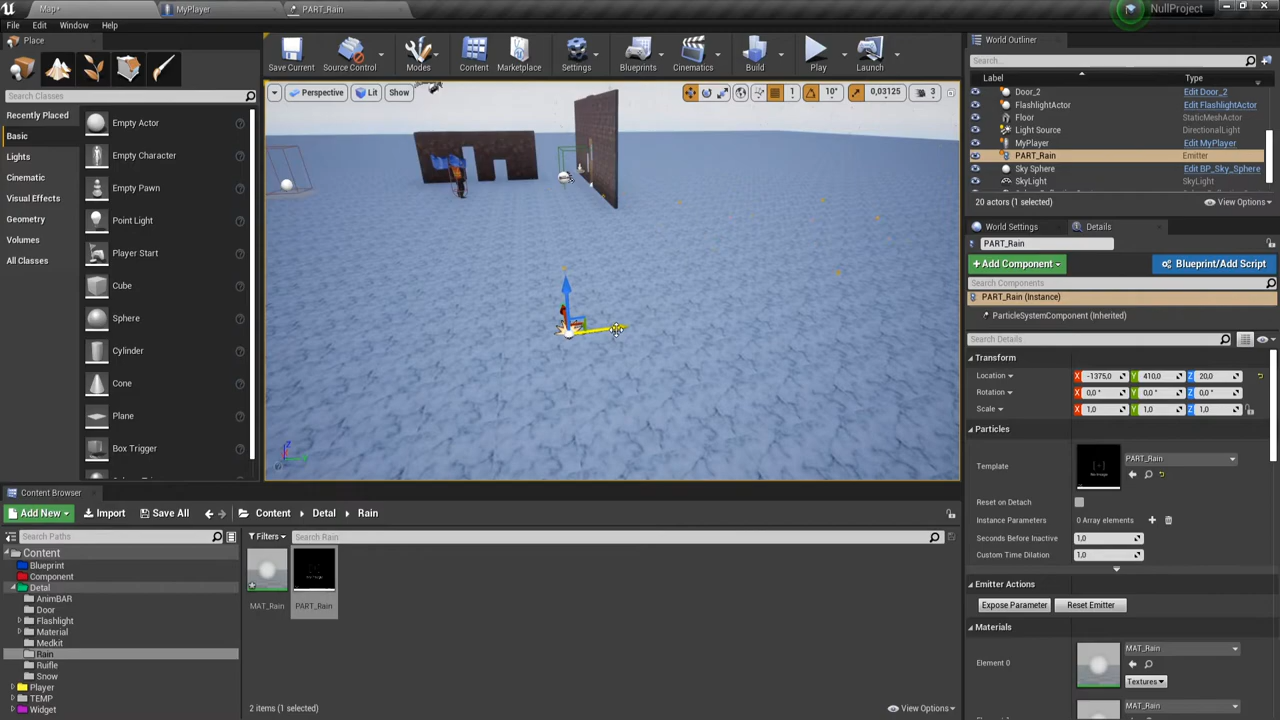 Map*
MyPlayer
PART_Rain
NullProject
File
Edit
Window
Help
Place
Search Classes
Recently Placed
Basic
Lights
Cinematic
Visual Effects
Geometry
Volumes
All Classes
Empty Actor
Empty Character
Empty Pawn
Point Light
Player Start
Cube
Sphere
Cylinder
Cone
Plane
Box Trigger
Save Current
Source Control
Modes
Content
Marketplace
Settings
Blueprints
Cinematics
Build
Play
Launch
Perspective
Lit
Show
1
10°
0,03125
3
World Outliner
Search...
Label
Type
Door_2
Edit Door_2
FlashlightActor
Edit FlashlightActor
Floor
StaticMeshActor
Light Source
DirectionalLight
MyPlayer
Edit MyPlayer
PART_Rain
Emitter
Sky Sphere
Edit BP_Sky_Sphere
SkyLight
SkyLight
20 actors (1 selected)
View Options
World Settings
Details
PART_Rain
+Add Component
Blueprint/Add Script
Search Components
PART_Rain (Instance)
ParticleSystemComponent (Inherited)
Search Details
Transform
Location
X -1375,0
Y 410,0
Z 20,0
Rotation
X 0,0 °
Y 0,0 °
Z 0,0 °
Scale
X 1,0
Y 1,0
Z 1,0
Particles
Template
PART_Rain
Reset on Detach
Instance Parameters
0 Array elements
Seconds Before Inactive
1,0
Custom Time Dilation
1,0
Emitter Actions
Expose Parameter
Reset Emitter
Materials
Element 0
MAT_Rain
Textures
MAT_Rain
Content Browser
Add New
Import
Save All
Content
Detal
Rain
Search Paths
Filters
Search Rain
Content
Blueprint
Component
Detal
AnimBAR
Door
Flashlight
Material
Medkit
Rain
Ruifle
Snow
Player
TEMP
Widget
MAT_Rain
PART_Rain
2 items (1 selected)
View Options